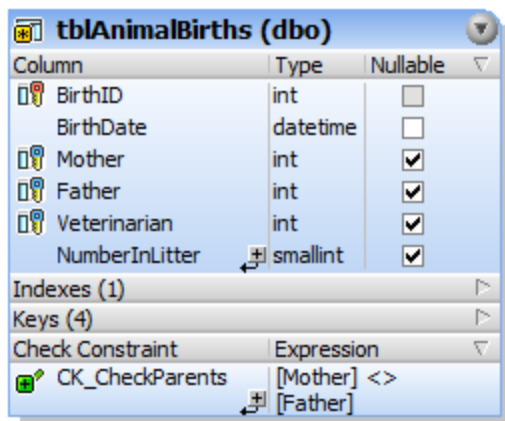 tblAnimalBirths (dbo)
Column Type Nullable
BirthID int
BirthDate datetime
Mother int
Father int
Veterinarian int
NumberInLitter smallint
Indexes (1)
Keys (4)
Check Constraint Expression
CK_CheckParents [Mother] <>
[Father]